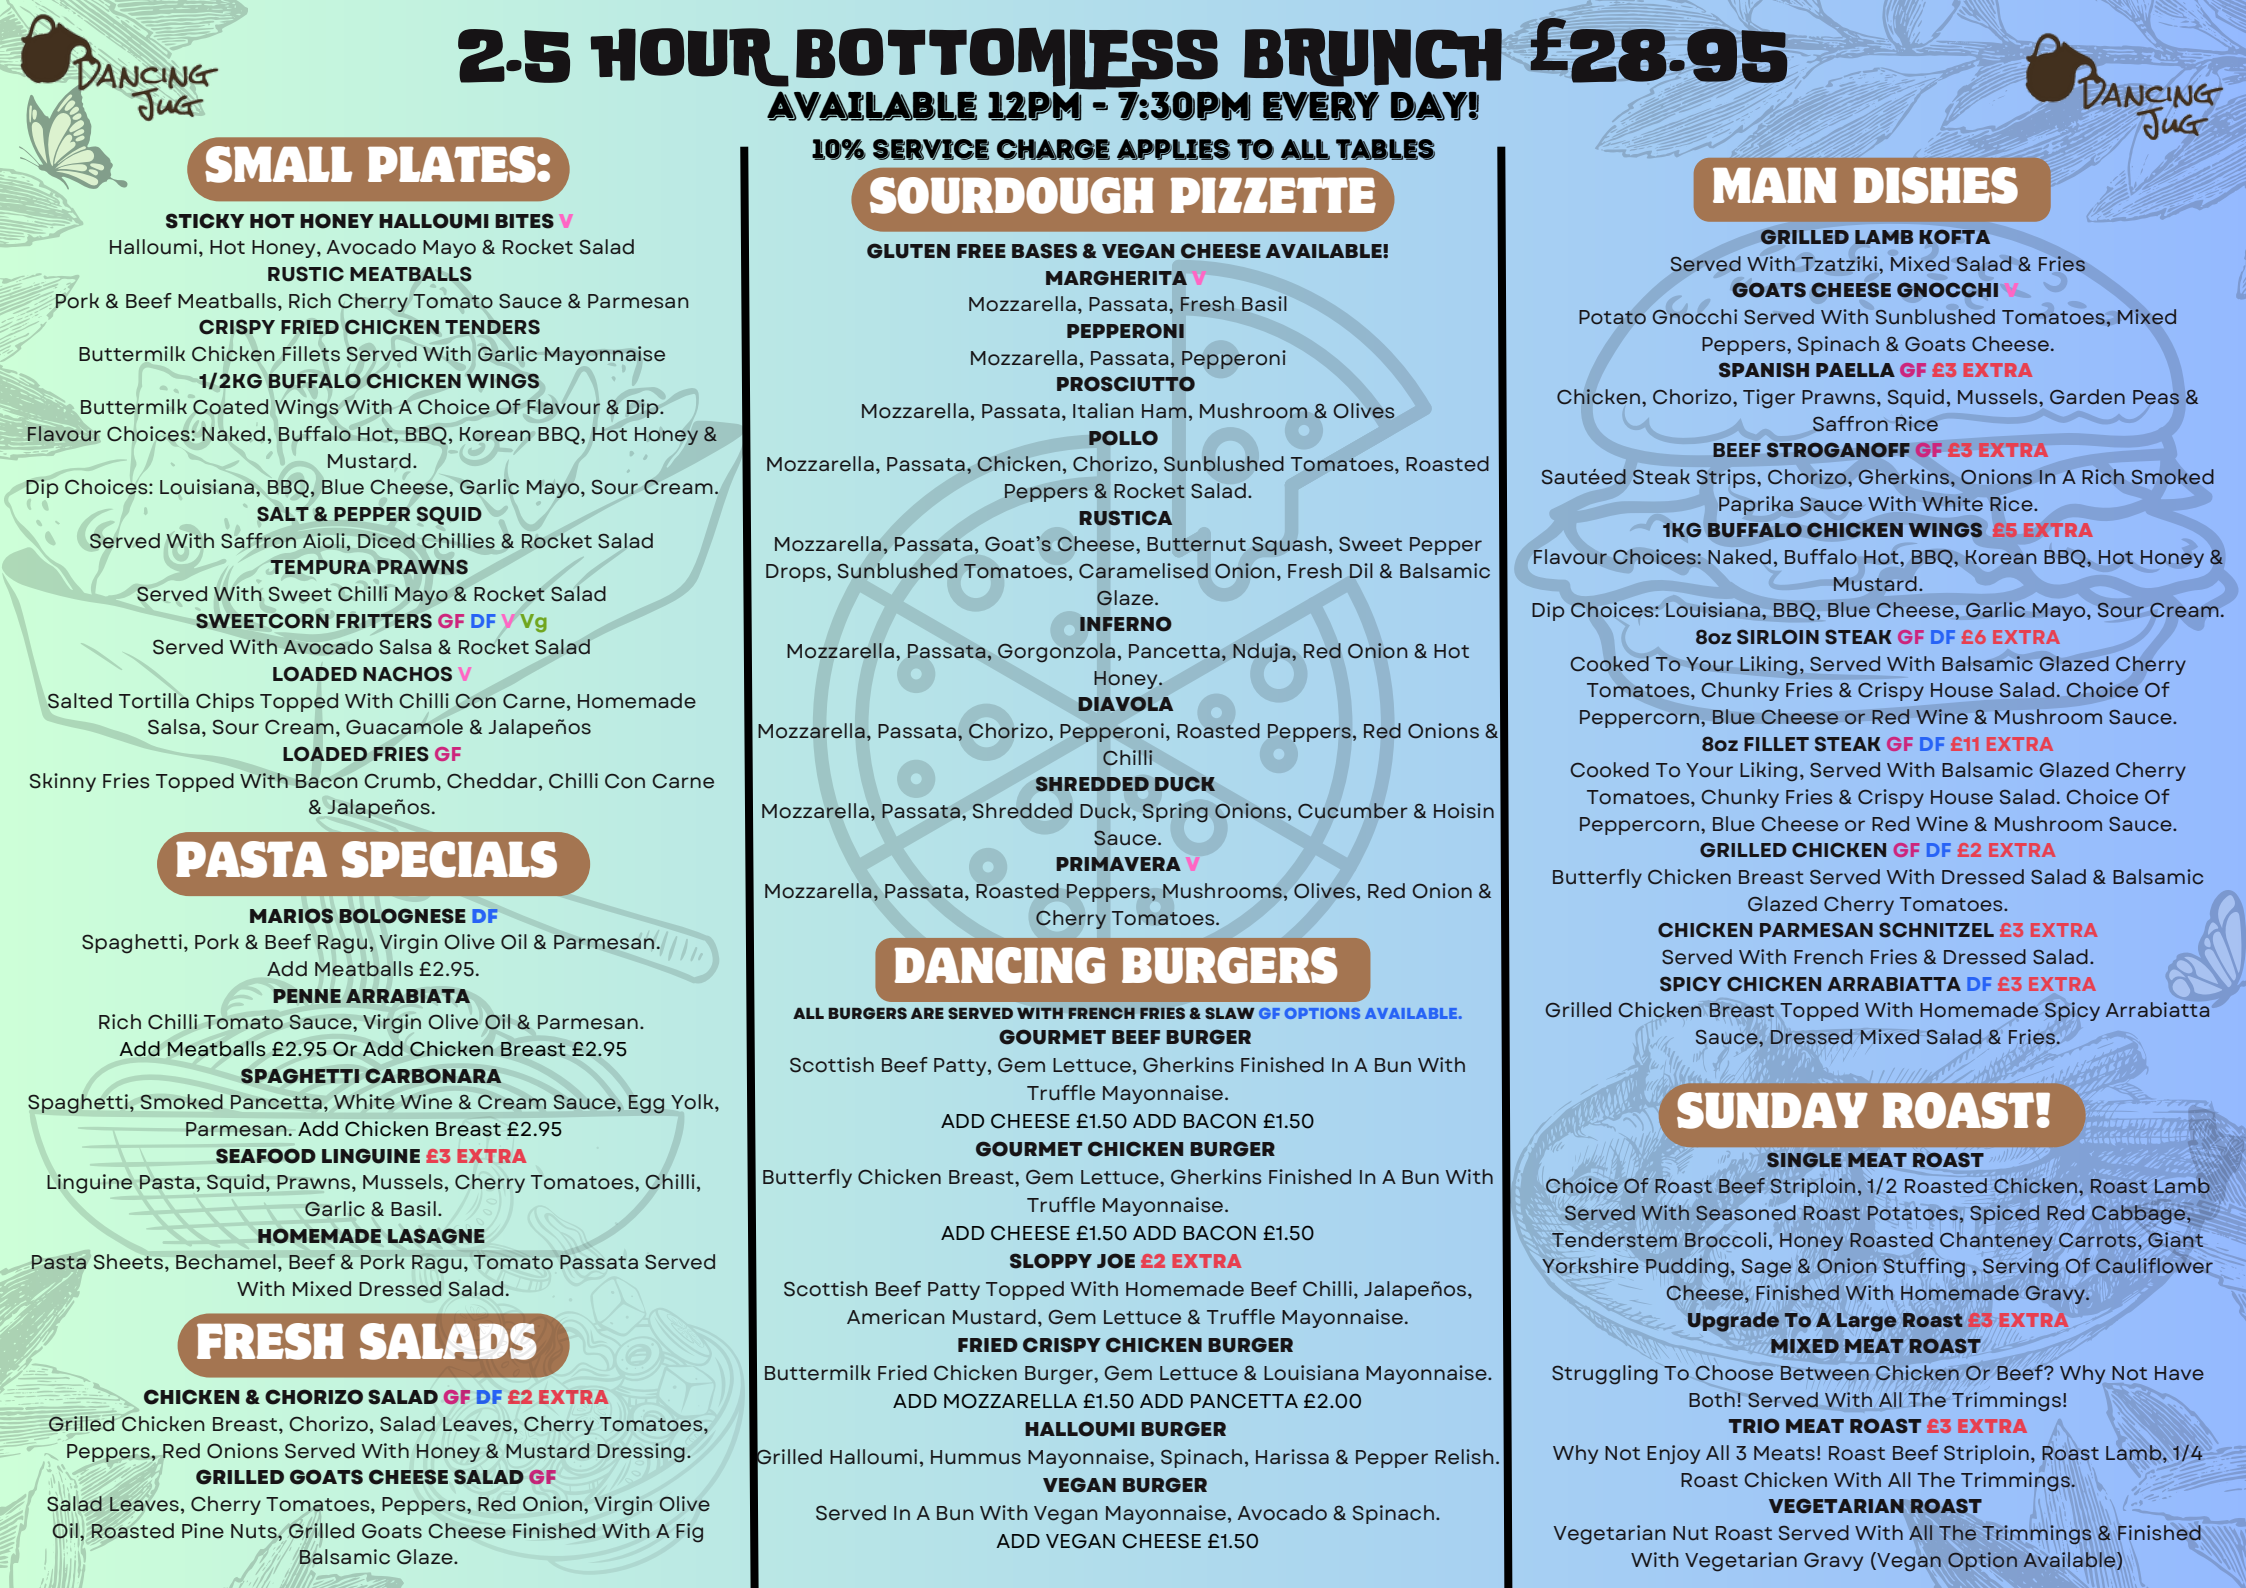 DANCING
JUG
2.5 HOUR BOTTOMLESS BRUNCH £28.95
AVAILABLE 12PM - 7:30PM EVERY DAY!
10% SERVICE CHARGE APPLIES TO ALL TABLES
DANCING
JUG
SMALL PLATES:
STICKY HOT HONEY HALLOUMI BITES V
Halloumi, Hot Honey, Avocado Mayo & Rocket Salad
RUSTIC MEATBALLS
Pork & Beef Meatballs, Rich Cherry Tomato Sauce & Parmesan
CRISPY FRIED CHICKEN TENDERS
Buttermilk Chicken Fillets Served With Garlic Mayonnaise
1/2KG BUFFALO CHICKEN WINGS
Buttermilk Coated Wings With A Choice Of Flavour & Dip.
Flavour Choices: Naked, Buffalo Hot, BBQ, Korean BBQ, Hot Honey &
Mustard.
Dip Choices: Louisiana, BBQ, Blue Cheese, Garlic Mayo, Sour Cream.
SALT & PEPPER SQUID
Served With Saffron Aioli, Diced Chillies & Rocket Salad
TEMPURA PRAWNS
Served With Sweet Chilli Mayo & Rocket Salad
SWEETCORN FRITTERS GF DF V Vg
Served With Avocado Salsa & Rocket Salad
LOADED NACHOS V
Salted Tortilla Chips Topped With Chilli Con Carne, Homemade
Salsa, Sour Cream, Guacamole & Jalapeños
LOADED FRIES GF
Skinny Fries Topped With Bacon Crumb, Cheddar, Chilli Con Carne
& Jalapeños.
PASTA SPECIALS
MARIOS BOLOGNESE DF
Spaghetti, Pork & Beef Ragu, Virgin Olive Oil & Parmesan.
Add Meatballs £2.95.
PENNE ARRABIATA
Rich Chilli Tomato Sauce, Virgin Olive Oil & Parmesan.
Add Meatballs £2.95 Or Add Chicken Breast £2.95
SPAGHETTI CARBONARA
Spaghetti, Smoked Pancetta, White Wine & Cream Sauce, Egg Yolk,
Parmesan. Add Chicken Breast £2.95
SEAFOOD LINGUINE £3 EXTRA
Linguine Pasta, Squid, Prawns, Mussels, Cherry Tomatoes, Chilli,
Garlic & Basil.
HOMEMADE LASAGNE
Pasta Sheets, Bechamel, Beef & Pork Ragu, Tomato Passata Served
With Mixed Dressed Salad.
FRESH SALADS
CHICKEN & CHORIZO SALAD GF DF £2 EXTRA
Grilled Chicken Breast, Chorizo, Salad Leaves, Cherry Tomatoes,
Peppers, Red Onions Served With Honey & Mustard Dressing.
GRILLED GOATS CHEESE SALAD GF
Salad Leaves, Cherry Tomatoes, Peppers, Red Onion, Virgin Olive
Oil, Roasted Pine Nuts, Grilled Goats Cheese Finished With A Fig
Balsamic Glaze.
SOURDOUGH PIZZETTE
GLUTEN FREE BASES & VEGAN CHEESE AVAILABLE!
MARGHERITA V
Mozzarella, Passata, Fresh Basil
PEPPERONI
Mozzarella, Passata, Pepperoni
PROSCIUTTO
Mozzarella, Passata, Italian Ham, Mushroom & Olives
POLLO
Mozzarella, Passata, Chicken, Chorizo, Sunblushed Tomatoes, Roasted
Peppers & Rocket Salad.
RUSTICA
Mozzarella, Passata, Goat's Cheese, Butternut Squash, Sweet Pepper
Drops, Sunblushed Tomatoes, Caramelised Onion, Fresh Dil & Balsamic
Glaze.
INFERNO
Mozzarella, Passata, Gorgonzola, Pancetta, Nduja, Red Onion & Hot
Honey.
DIAVOLA
Mozzarella, Passata, Chorizo, Pepperoni, Roasted Peppers, Red Onions &
Chilli
SHREDDED DUCK
Mozzarella, Passata, Shredded Duck, Spring Onions, Cucumber & Hoisin
Sauce.
PRIMAVERA V
Mozzarella, Passata, Roasted Peppers, Mushrooms, Olives, Red Onion &
Cherry Tomatoes.
DANCING BURGERS
ALL BURGERS ARE SERVED WITH FRENCH FRIES & SLAW GF OPTIONS AVAILABLE.
GOURMET BEEF BURGER
Scottish Beef Patty, Gem Lettuce, Gherkins Finished In A Bun With
Truffle Mayonnaise.
ADD CHEESE £1.50 ADD BACON £1.50
GOURMET CHICKEN BURGER
Butterfly Chicken Breast, Gem Lettuce, Gherkins Finished In A Bun With
Truffle Mayonnaise.
ADD CHEESE £1.50 ADD BACON £1.50
SLOPPY JOE £2 EXTRA
Scottish Beef Patty Topped With Homemade Beef Chilli, Jalapeños,
American Mustard, Gem Lettuce & Truffle Mayonnaise.
FRIED CRISPY CHICKEN BURGER
Buttermilk Fried Chicken Burger, Gem Lettuce & Louisiana Mayonnaise.
ADD MOZZARELLA £1.50 ADD PANCETTA £2.00
HALLOUMI BURGER
Grilled Halloumi, Hummus Mayonnaise, Spinach, Harissa & Pepper Relish.
VEGAN BURGER
Served In A Bun With Vegan Mayonnaise, Avocado & Spinach.
ADD VEGAN CHEESE £1.50
MAIN DISHES
GRILLED LAMB KOFTA
Served With Tzatziki, Mixed Salad & Fries
GOATS CHEESE GNOCCHI V
Potato Gnocchi Served With Sunblushed Tomatoes, Mixed
Peppers, Spinach & Goats Cheese.
SPANISH PAELLA GF £3 EXTRA
Chicken, Chorizo, Tiger Prawns, Squid, Mussels, Garden Peas &
Saffron Rice
BEEF STROGANOFF GF £3 EXTRA
Sautéed Steak Strips, Chorizo, Gherkins, Onions In A Rich Smoked
Paprika Sauce With White Rice.
1KG BUFFALO CHICKEN WINGS £5 EXTRA
Flavour Choices: Naked, Buffalo Hot, BBQ, Korean BBQ, Hot Honey &
Mustard.
Dip Choices: Louisiana, BBQ, Blue Cheese, Garlic Mayo, Sour Cream.
8oz SIRLOIN STEAK GF DF £6 EXTRA
Cooked To Your Liking, Served With Balsamic Glazed Cherry
Tomatoes, Chunky Fries & Crispy House Salad. Choice Of
Peppercorn, Blue Cheese or Red Wine & Mushroom Sauce.
8oz FILLET STEAK GF DF £11 EXTRA
Cooked To Your Liking, Served With Balsamic Glazed Cherry
Tomatoes, Chunky Fries & Crispy House Salad. Choice Of
Peppercorn, Blue Cheese or Red Wine & Mushroom Sauce.
GRILLED CHICKEN GF DF £2 EXTRA
Butterfly Chicken Breast Served With Dressed Salad & Balsamic
Glazed Cherry Tomatoes.
CHICKEN PARMESAN SCHNITZEL £3 EXTRA
Served With French Fries & Dressed Salad.
SPICY CHICKEN ARRABIATTA DF £3 EXTRA
Grilled Chicken Breast Topped With Homemade Spicy Arrabiatta
Sauce, Dressed Mixed Salad & Fries.
SUNDAY ROAST!
SINGLE MEAT ROAST
Choice Of Roast Beef Striploin, 1/2 Roasted Chicken, Roast Lamb
Served With Seasoned Roast Potatoes, Spiced Red Cabbage,
Tenderstem Broccoli, Honey Roasted Chanteney Carrots, Giant
Yorkshire Pudding, Sage & Onion Stuffing , Serving Of Cauliflower
Cheese, Finished With Homemade Gravy.
Upgrade To A Large Roast £3 EXTRA
MIXED MEAT ROAST
Struggling To Choose Between Chicken Or Beef? Why Not Have
Both! Served With All The Trimmings!
TRIO MEAT ROAST £3 EXTRA
Why Not Enjoy All 3 Meats! Roast Beef Striploin, Roast Lamb, 1/4
Roast Chicken With All The Trimmings.
VEGETARIAN ROAST
Vegetarian Nut Roast Served With All The Trimmings & Finished
With Vegetarian Gravy (Vegan Option Available)